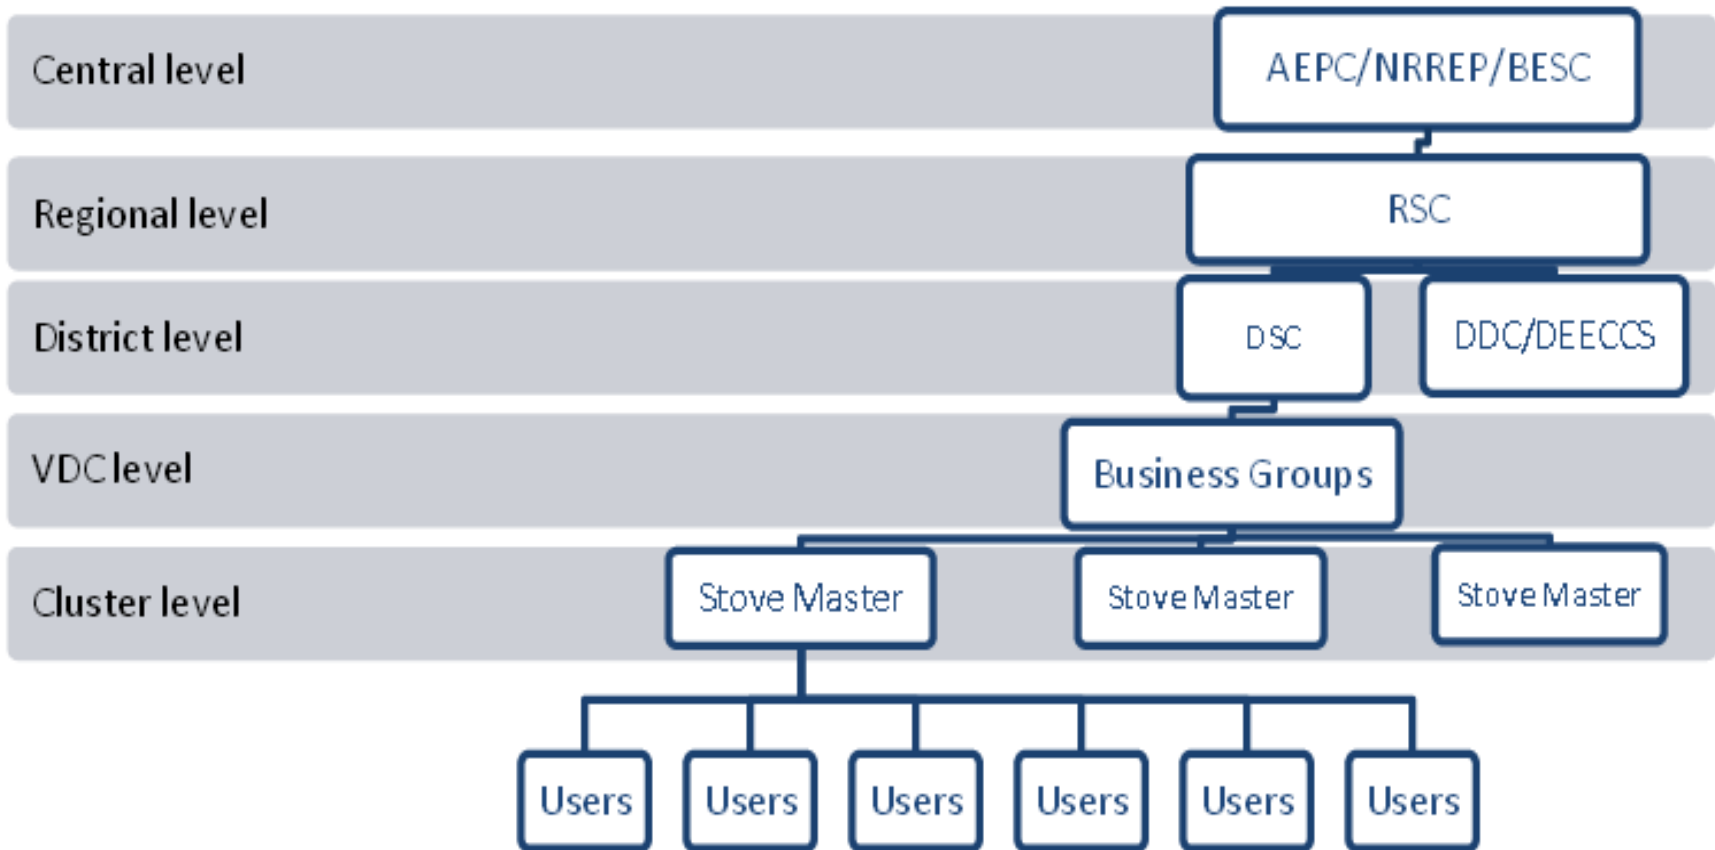 Central level
AEPC/NRREP/BESC
Regional level
RSC
District level
DSC
DDC/DEECCS
VDC level
Business Groups
Cluster level
Stove Master
Stove Master
Stove Master
Users
Users
Users
Users
Users
Users